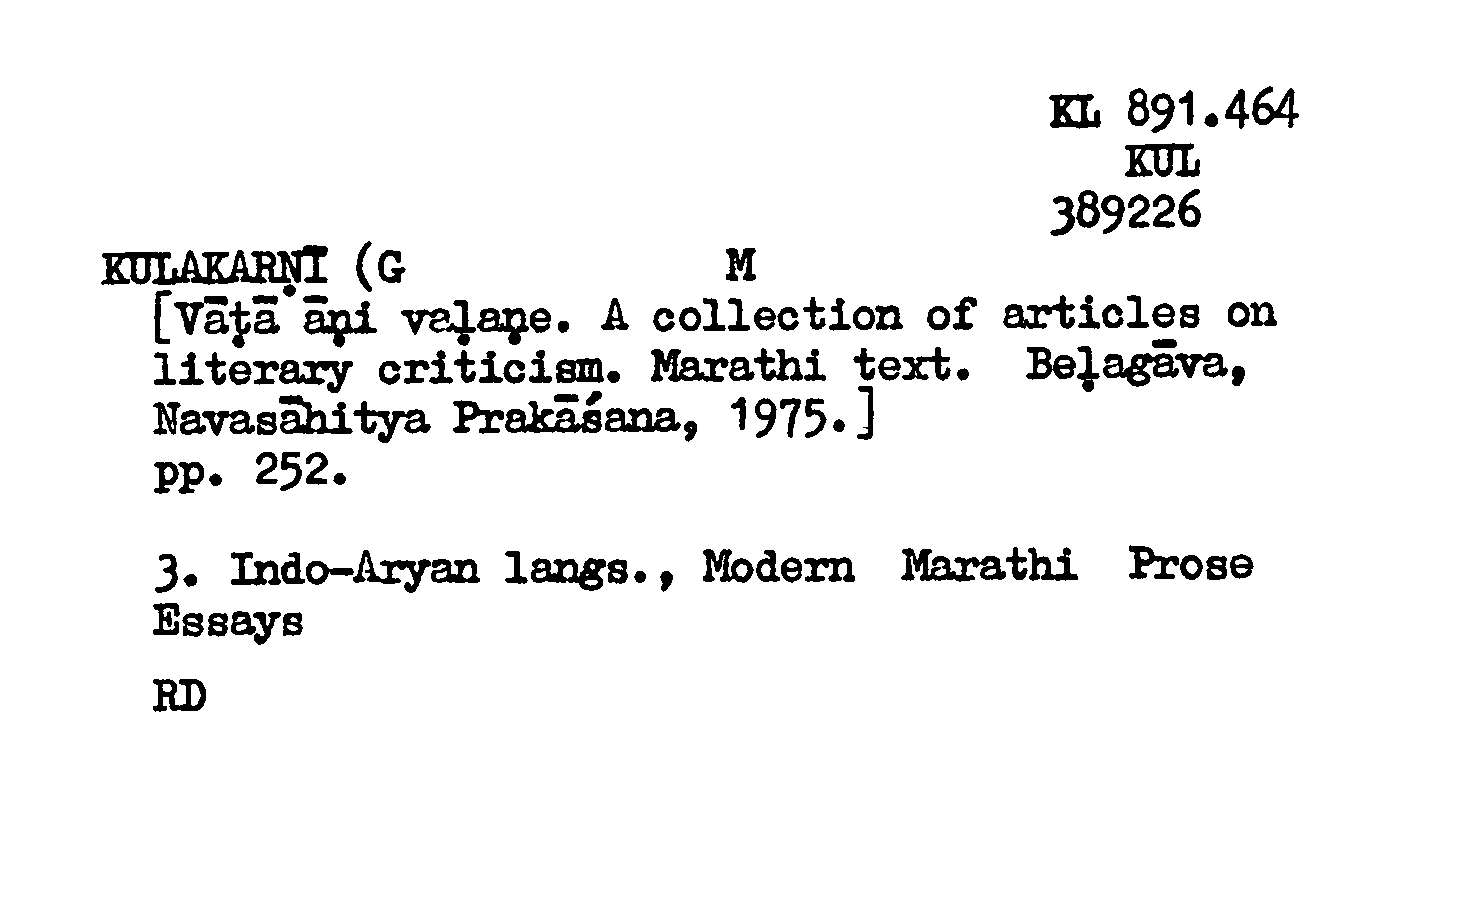 KL 891.464
KUL
389226
KULAKARṆĪ (G M
[Vāṭā āṇi vaḷaṇe. A collection of articles on
literary criticism. Marathi text. Beḷagāva,
Navasāhitya Prakāśana, 1975.]
pp. 252.
3. Indo-Aryan langs., Modern Marathi Prose
Essays
RD